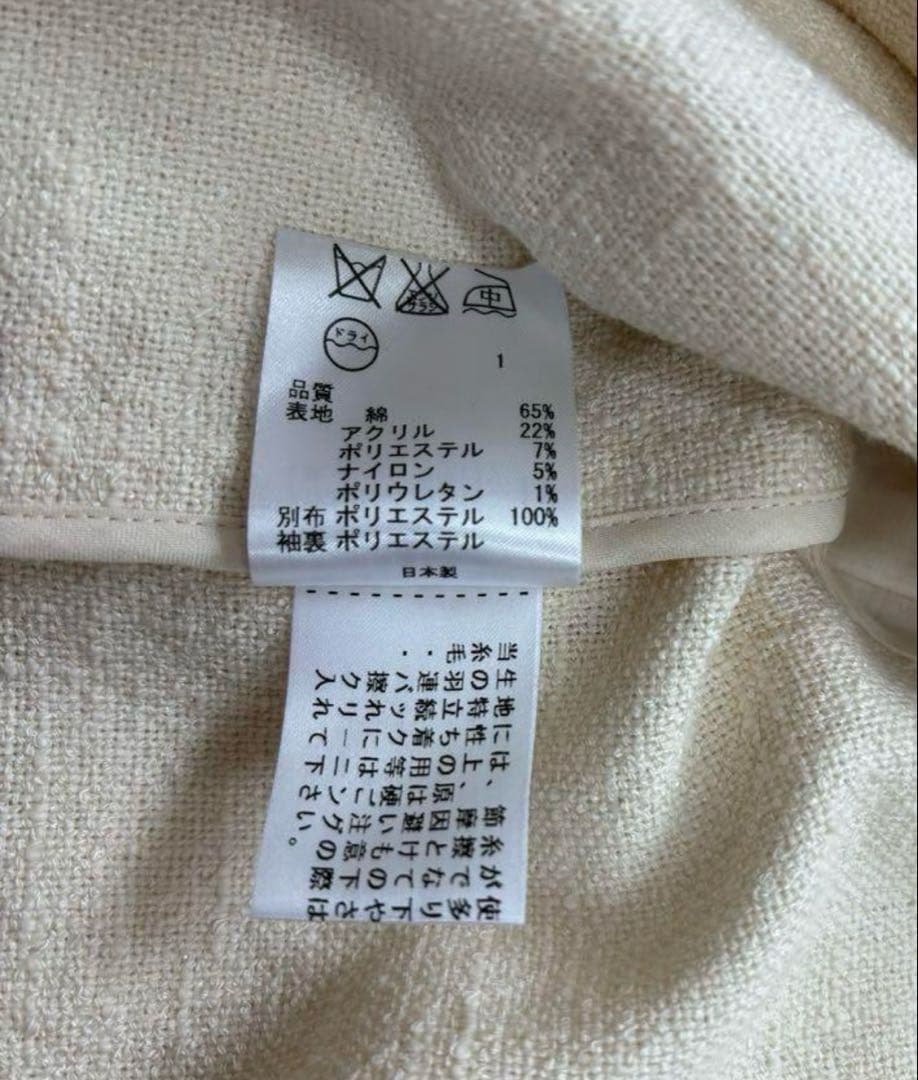 ドライ
1
品質
表地 綿 65%
アクリル 22%
ポリエステル 7%
ナイロン 5%
ポリウレタン 1%
別布 ポリエステル 100%
袖裏 ポリエステル
日本製
当生地には、節糸が使
糸の特性上、摩擦で多
毛羽立ちの原因となり
・連続着用は避けて下
・バック等硬いものや
擦れにはご注意下さ
クリーニングの際は
入れて下さい。